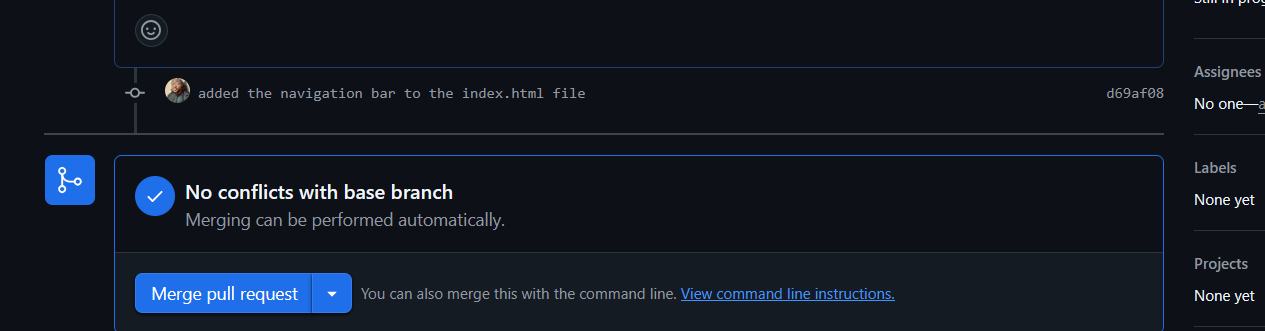 added the navigation bar to the index.html file
d69af08
No conflicts with base branch
Merging can be performed automatically.
Merge pull request
You can also merge this with the command line. View command line instructions.
Still in
Assignees
No one—
Labels
None yet
Projects
None yet